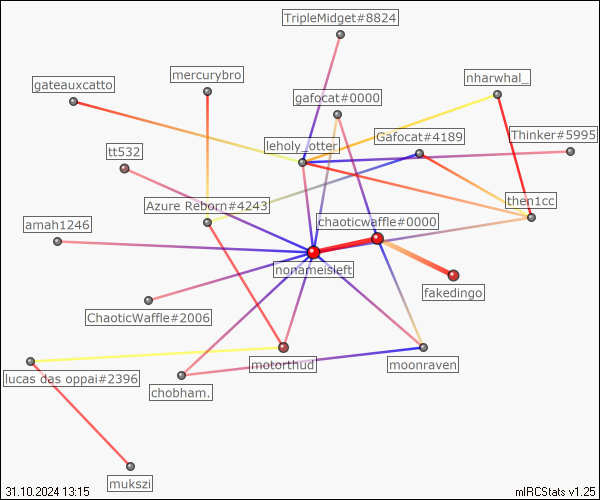 TripleMidget#8824
mercurybro
nharwhal_
gateauxcatto
gafocat#0000
Gafocat#4189
Thinker#5995
leholy_otter
tt532
then1cc
Azure Reborn#4243
chaoticwaffle#0000
amah1246
nonameisleft
fakedingo
ChaoticWaffle#2006
motorthud
moonraven
lucas das oppai#2396
chobham.
mukszi
31.10.2024 13:15
mIRCStats v1.25